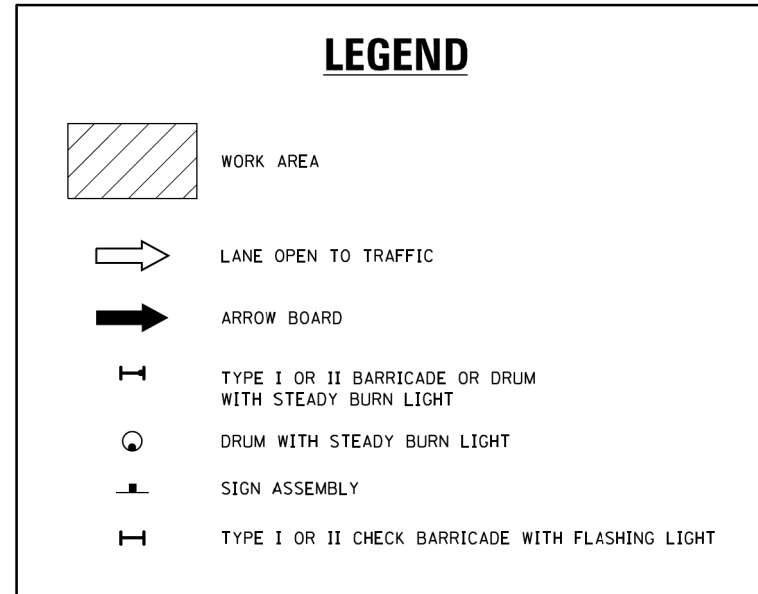 LEGEND
WORK AREA
LANE OPEN TO TRAFFIC
ARROW BOARD
TYPE I OR II BARRICADE OR DRUM
WITH STEADY BURN LIGHT
DRUM WITH STEADY BURN LIGHT
SIGN ASSEMBLY
TYPE I OR II CHECK BARRICADE WITH FLASHING LIGHT